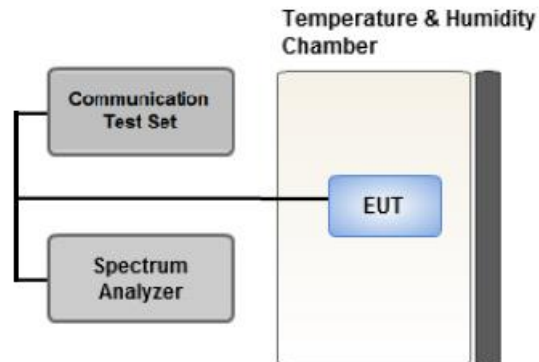 Temperature & Humidity
Chamber
Communication
Test Set
EUT
Spectrum
Analyzer